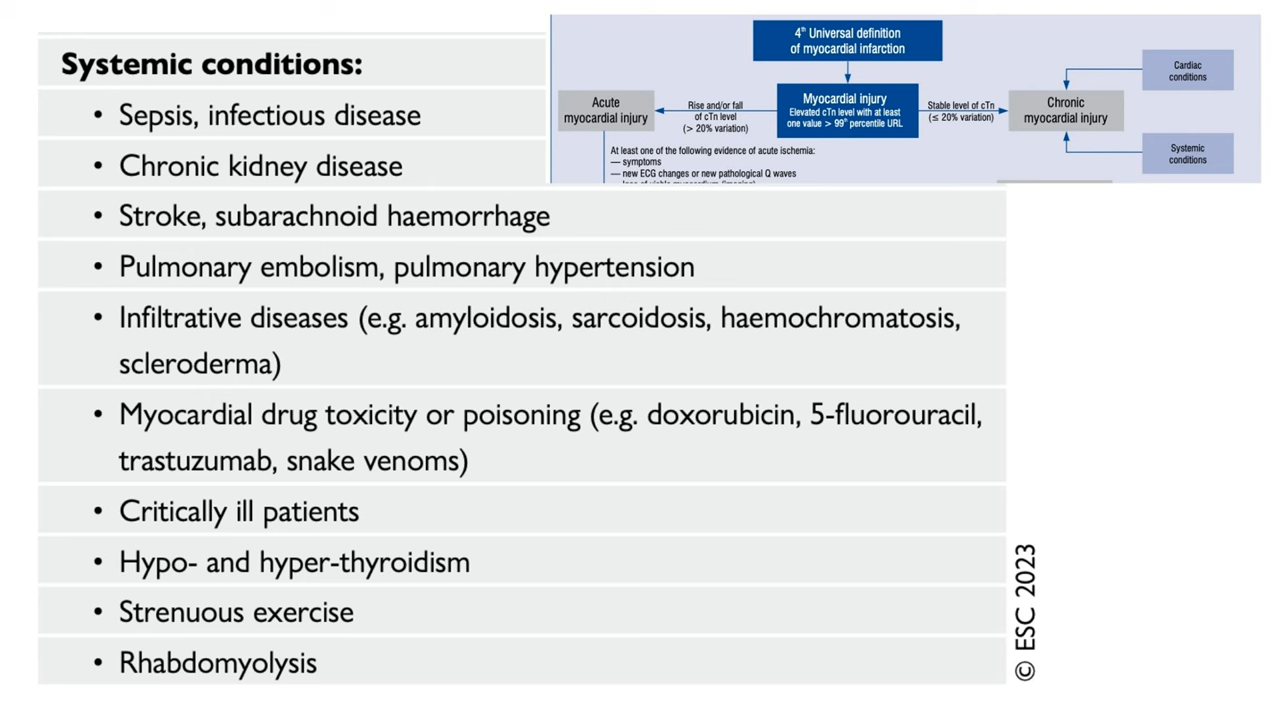 Systemic conditions:
• Sepsis, infectious disease
• Chronic kidney disease
• Stroke, subarachnoid haemorrhage
• Pulmonary embolism, pulmonary hypertension
• Infiltrative diseases (e.g. amyloidosis, sarcoidosis, haemochromatosis,
scleroderma)
• Myocardial drug toxicity or poisoning (e.g. doxorubicin, 5-fluorouracil,
trastuzumab, snake venoms)
• Critically ill patients
• Hypo- and hyper-thyroidism
• Strenuous exercise
• Rhabdomyolysis
© ESC 2023
4th Universal definition
of myocardial infarction
Acute
myocardial injury
Rise and/or fall
of cTn level
(> 20% variation)
Myocardial injury
Elevated cTn level with at least
one value > 99th percentile URL
Stable level of cTn
(≤ 20% variation)
Chronic
myocardial injury
Cardiac
conditions
Systemic
conditions
At least one of the following evidence of acute ischemia:
— symptoms
— new ECG changes or new pathological Q waves